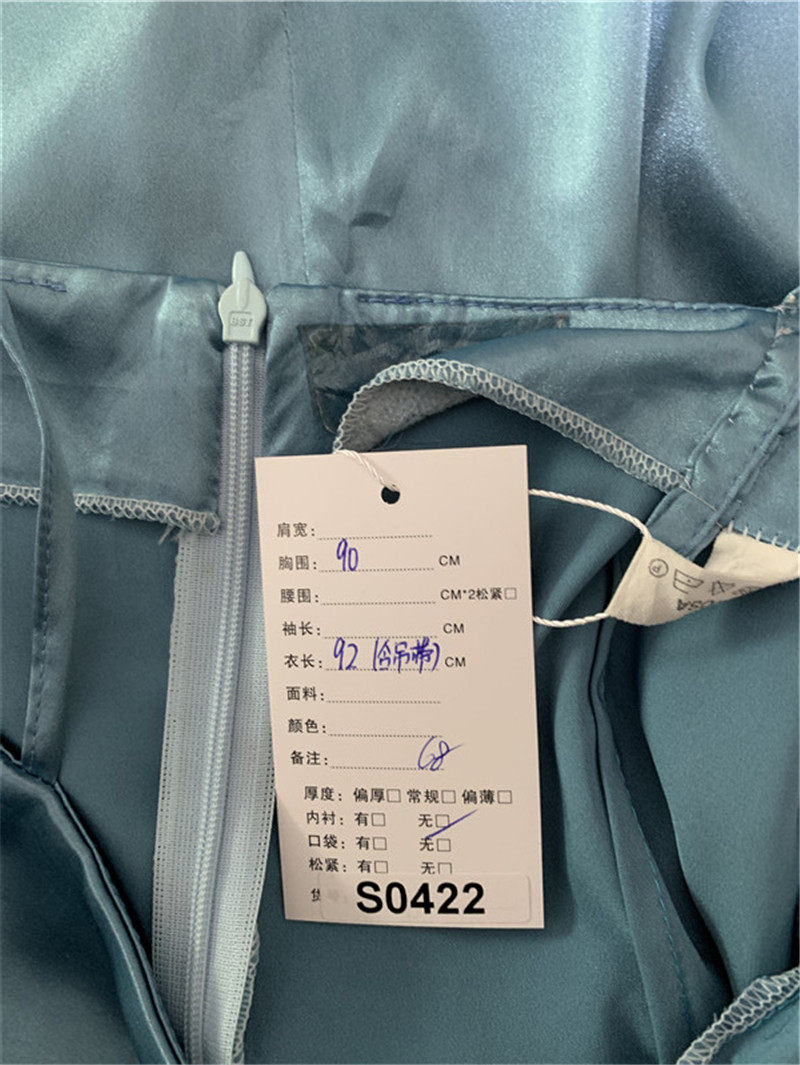 肩宽:
胸围: 90 CM
腰围: CM*2松紧□
袖长: CM
衣长: 92 (含吊带) CM
面料:
颜色:
备注: 68
厚度: 偏厚□ 常规□ 偏薄□
内衬: 有□ 无□
口袋: 有□ 无□
松紧: 有□ 无□
S0422